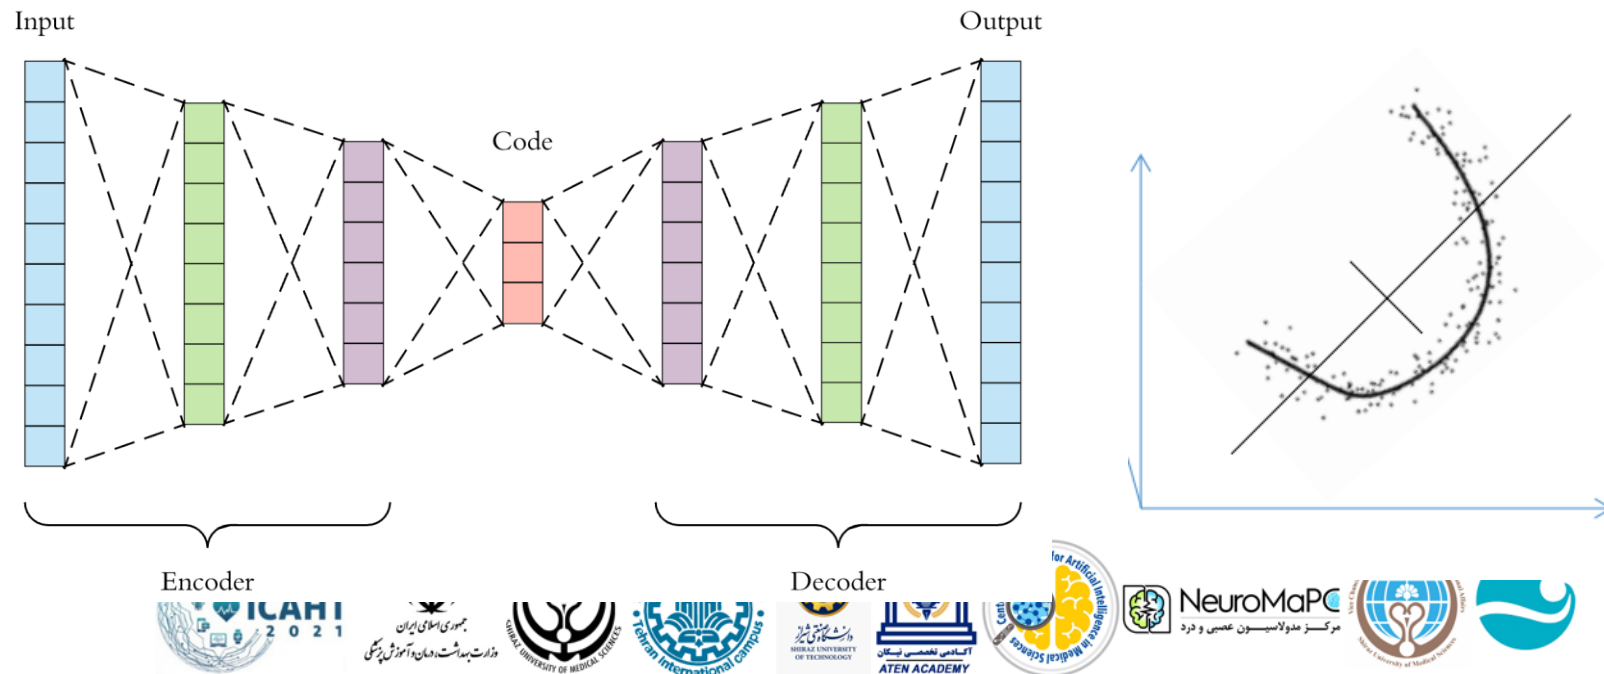 Input
Output
Code
Encoder
Decoder
ICAHT
2021
جمهوری اسلامی ایران
وزارت بهداشت، درمان و آموزش پزشکی
SHIRAZ UNIVERSITY OF MEDICAL SCIENCES
Tehran International campus
دانشگاه صنعتی شیراز
SHIRAZ UNIVERSITY
OF TECHNOLOGY
آکادمی تخصصی نیکان
ATEN ACADEMY
for Artificial Intelligence in Medical Sciences
NeuroMaPC
مرکز مدولاسیون عصبی و درد
Shiraz University of Medical Sciences